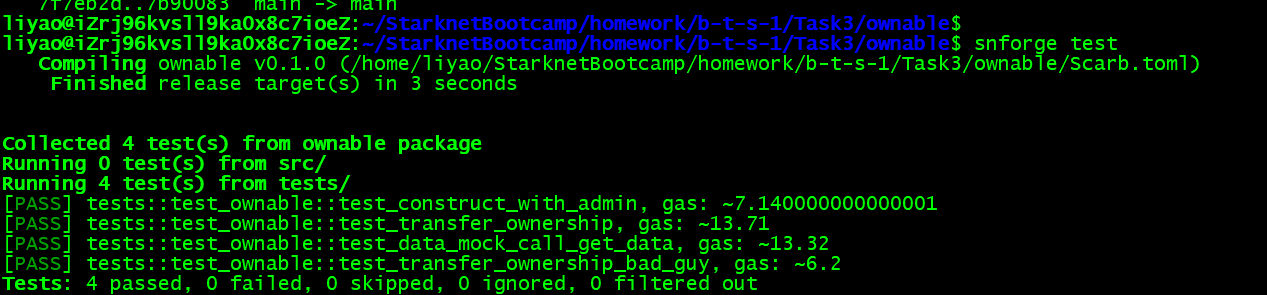 7f7eb2d..7b90083  main -> main
liyao@iZrj96kvsll9ka0x8c7ioeZ:~/StarknetBootcamp/homework/b-t-s-1/Task3/ownable$
liyao@iZrj96kvsll9ka0x8c7ioeZ:~/StarknetBootcamp/homework/b-t-s-1/Task3/ownable$ snforge test
   Compiling ownable v0.1.0 (/home/liyao/StarknetBootcamp/homework/b-t-s-1/Task3/ownable/Scarb.toml)
    Finished release target(s) in 3 seconds
Collected 4 test(s) from ownable package
Running 0 test(s) from src/
Running 4 test(s) from tests/
[PASS] tests::test_ownable::test_construct_with_admin, gas: ~7.140000000000001
[PASS] tests::test_ownable::test_transfer_ownership, gas: ~13.71
[PASS] tests::test_ownable::test_data_mock_call_get_data, gas: ~13.32
[PASS] tests::test_ownable::test_transfer_ownership_bad_guy, gas: ~6.2
Tests: 4 passed, 0 failed, 0 skipped, 0 ignored, 0 filtered out